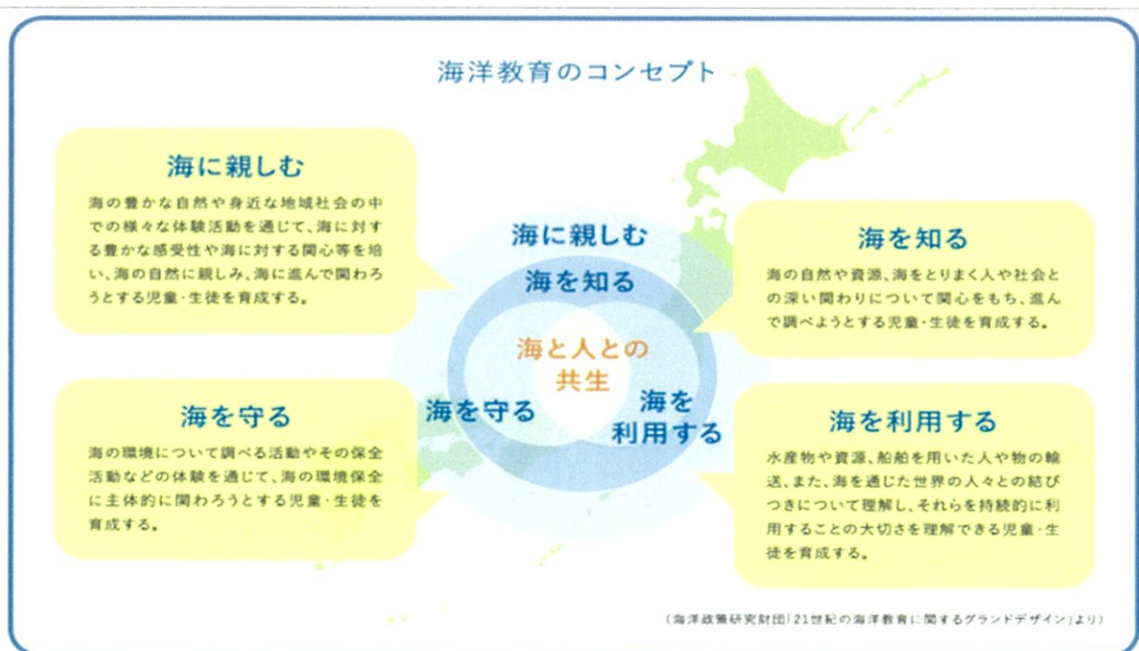 海洋教育のコンセプト
海に親しむ
海の豊かな自然や身近な地域社会の中
での様々な体験活動を通じて、海に対す
る豊かな感受性や海に対する関心等を培
い、海の自然に親しみ、海に進んで関わろ
うとする児童・生徒を育成する。
海を守る
海の環境について調べる活動やその保全
活動などの体験を通じて、海の環境保全
に主体的に関わろうとする児童・生徒を
育成する。
海に親しむ
海を知る
海と人との
共生
海を守る
海を
利用する
海を知る
海の自然や資源、海をとりまく人や社会と
の深い関わりについて関心をもち、進ん
で調べようとする児童・生徒を育成する。
海を利用する
水産物や資源、船舶を用いた人や物の輸
送、また、海を通じた世界の人々との結び
つきについて理解し、それらを持続的に利
用することの大切さを理解できる児童・生
徒を育成する。
(海洋政策研究財団「21世紀の海洋教育に関するグランドデザイン」より)